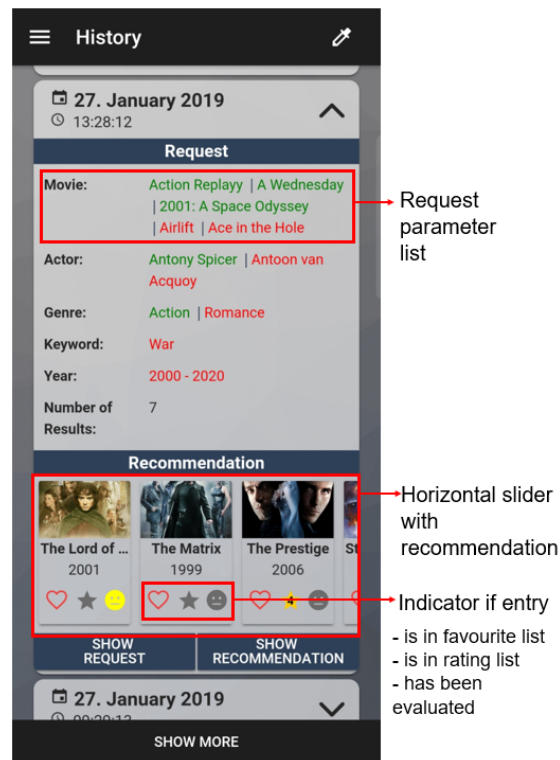 History
27. January 2019
13:28:12
Request
Movie: Action Replayy | A Wednesday
| 2001: A Space Odyssey
| Airlift | Ace in the Hole
Request
parameter
list
Actor: Antony Spicer | Antoon van
Acquoy
Genre: Action | Romance
Keyword: War
Year: 2000 - 2020
Number of 7
Results:
Recommendation
The Lord of ... The Matrix The Prestige St
2001 1999 2006
4
Horizontal slider
with
recommendation
Indicator if entry
- is in favourite list
- is in rating list
- has been
evaluated
SHOW SHOW
REQUEST RECOMMENDATION
27. January 2019
SHOW MORE